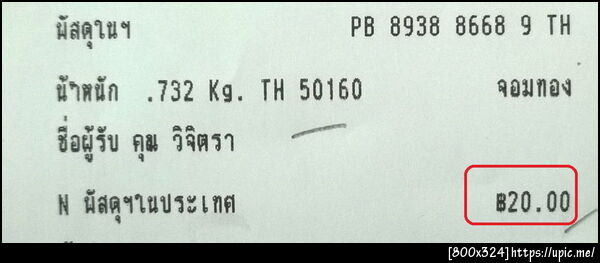 ผัสดุในฯ PB 8938 8668 9 TH
น้ำหนัก .732 Kg. TH 50160 จอมทอง
ชื่อผู้รับ คุณ วิจิตรา
N ผัสดุฯในประเทศ ฿20.00
[800x324]https://upic.me/